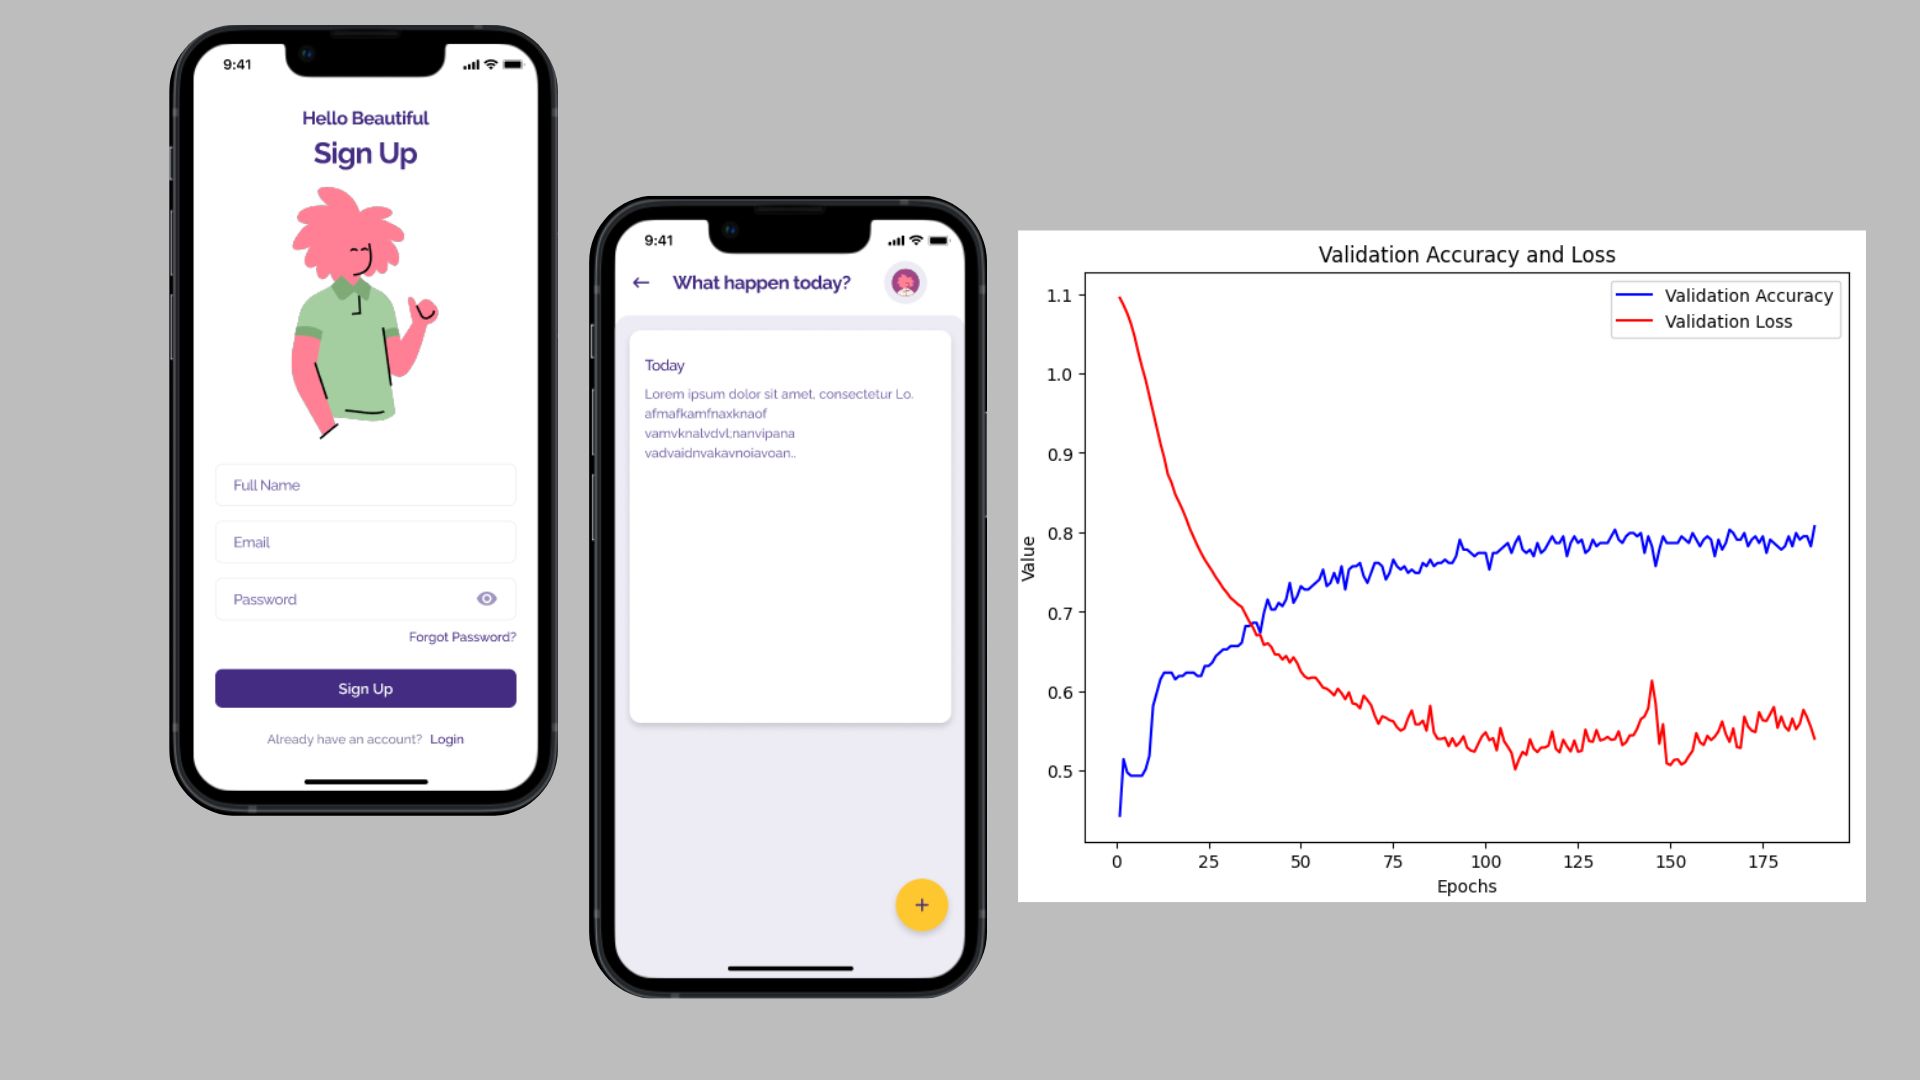 9:41
Hello Beautiful
Sign Up
Full Name
Email
Password
Forgot Password?
Sign Up
Already have an account? Login
9:41
What happen today?
Today
Lorem ipsum dolor sit amet, consectetur Lo.
afmafkamfnaxknaof
vamvknalvdvl;nanvipana
vadvaidnvakavnoiavoan..
+
Validation Accuracy and Loss
Validation Accuracy
Validation Loss
Value
1.1
1.0
0.9
0.8
0.7
0.6
0.5
0 25 50 75 100 125 150 175
Epochs